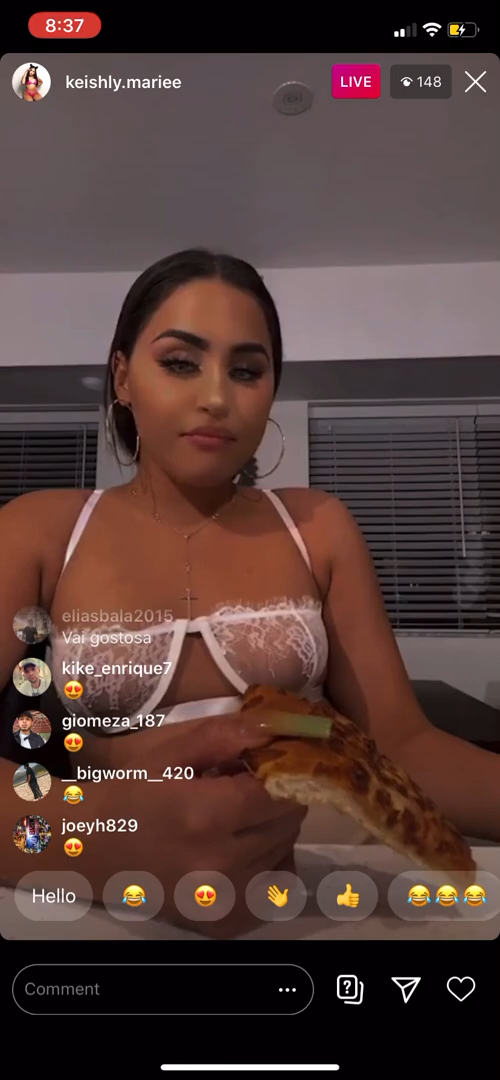 8:37
keishly.mariee
LIVE
148
eliasbala2015
Vai gostosa
kike_enrique7
😍
giomeza_187
😍
__bigworm__420
😂
joeyh829
😍
Hello 😂 😍 👋 👍 😂😂😂
Comment